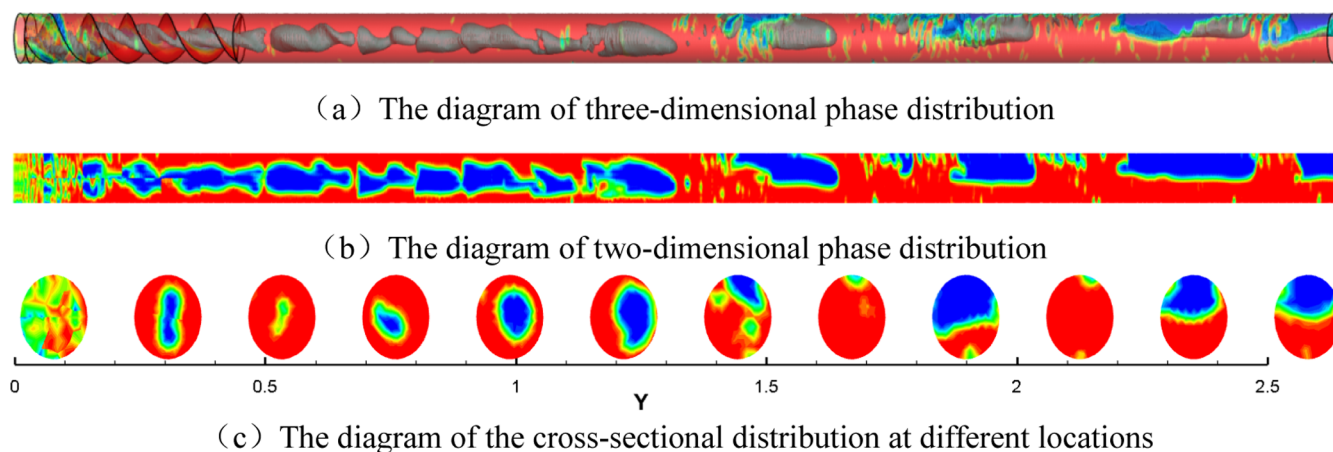 （a）The diagram of three-dimensional phase distribution
（b）The diagram of two-dimensional phase distribution
0 0.5 1 1.5 2 2.5
Y
（c）The diagram of the cross-sectional distribution at different locations